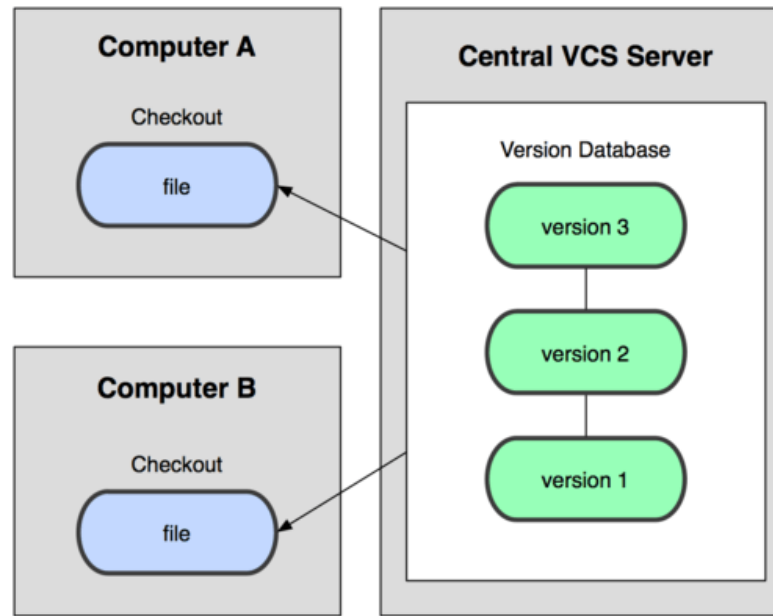 Computer A
Checkout
file
Computer B
Checkout
file
Central VCS Server
Version Database
version 3
version 2
version 1